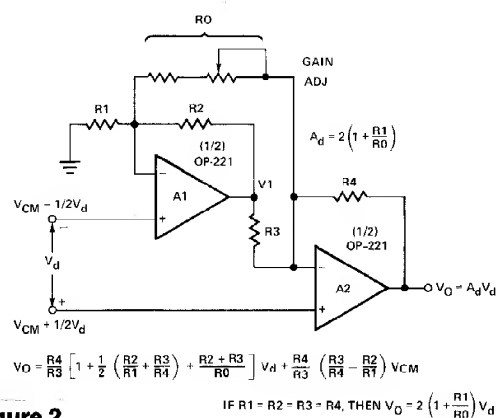 R0
GAIN
ADJ
R1
R2
A_d = 2(1 + R1/R0)
(1/2)
OP-221
V_CM − 1/2V_d
−
−
A1
+
V1
R3
R4
(1/2)
OP-221
V_d
−
A2
+
V_O = A_dV_d
+
V_CM + 1/2V_d
V_O = R4/R3 [1 + 1/2 (R2/R1 + R3/R4) + (R2 + R3)/R0] V_d + R4/R3 (R3/R4 − R2/R1) V_CM
IF R1 = R2 = R3 = R4, THEN V_O = 2 (1 + R1/R0) V_d